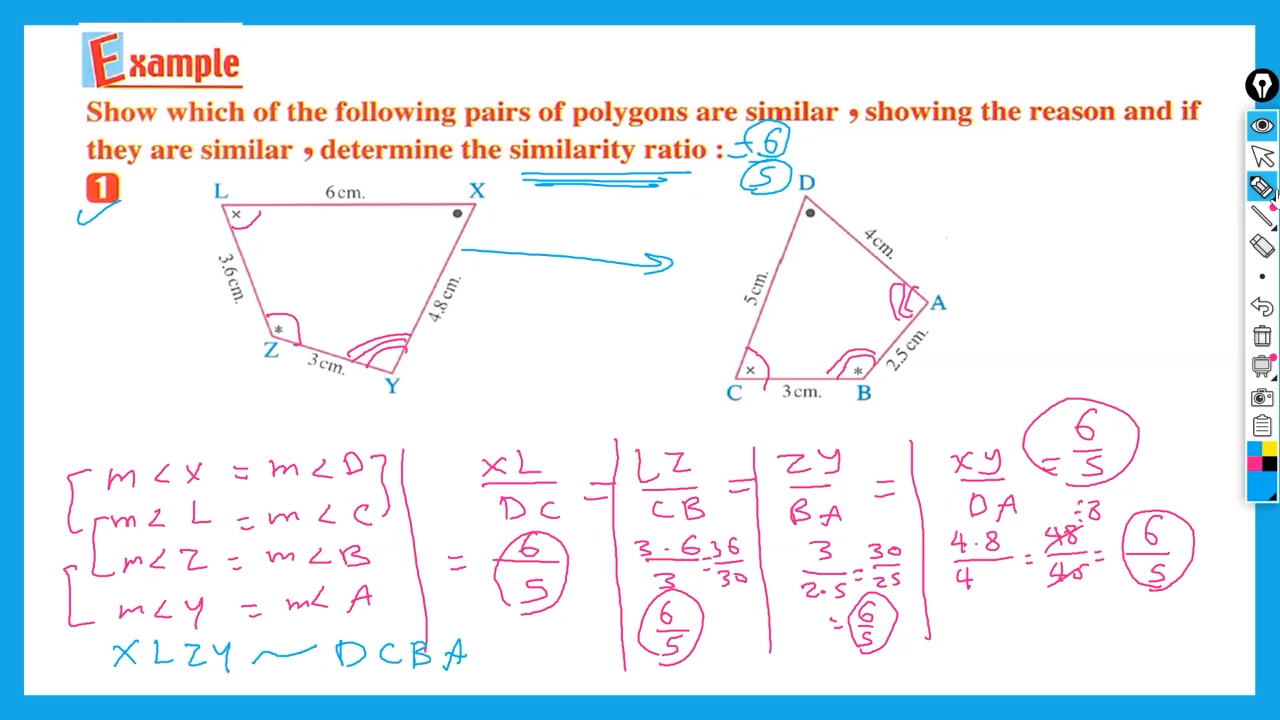 Example
Show which of the following pairs of polygons are similar , showing the reason and if
they are similar , determine the similarity ratio : = 6/5
1
L 6 cm. X
3.6 cm.
4.8 cm.
Z 3 cm. Y
×
•
*
D
4 cm.
5 cm.
A
2.5 cm.
C 3 cm. B
•
×
*
m < X = m < D
m < L = m < C
m < Z = m < B
m < Y = m < A
XLZY ~ DCBA
XL/DC = LZ/CB = ZY/BA = XY/DA = 6/5
= 6/5
3.6/3 = 36/30
6/5
3/2.5 = 30/25
= 6/5
4.8/4 = 48/40 = 6/5
÷8